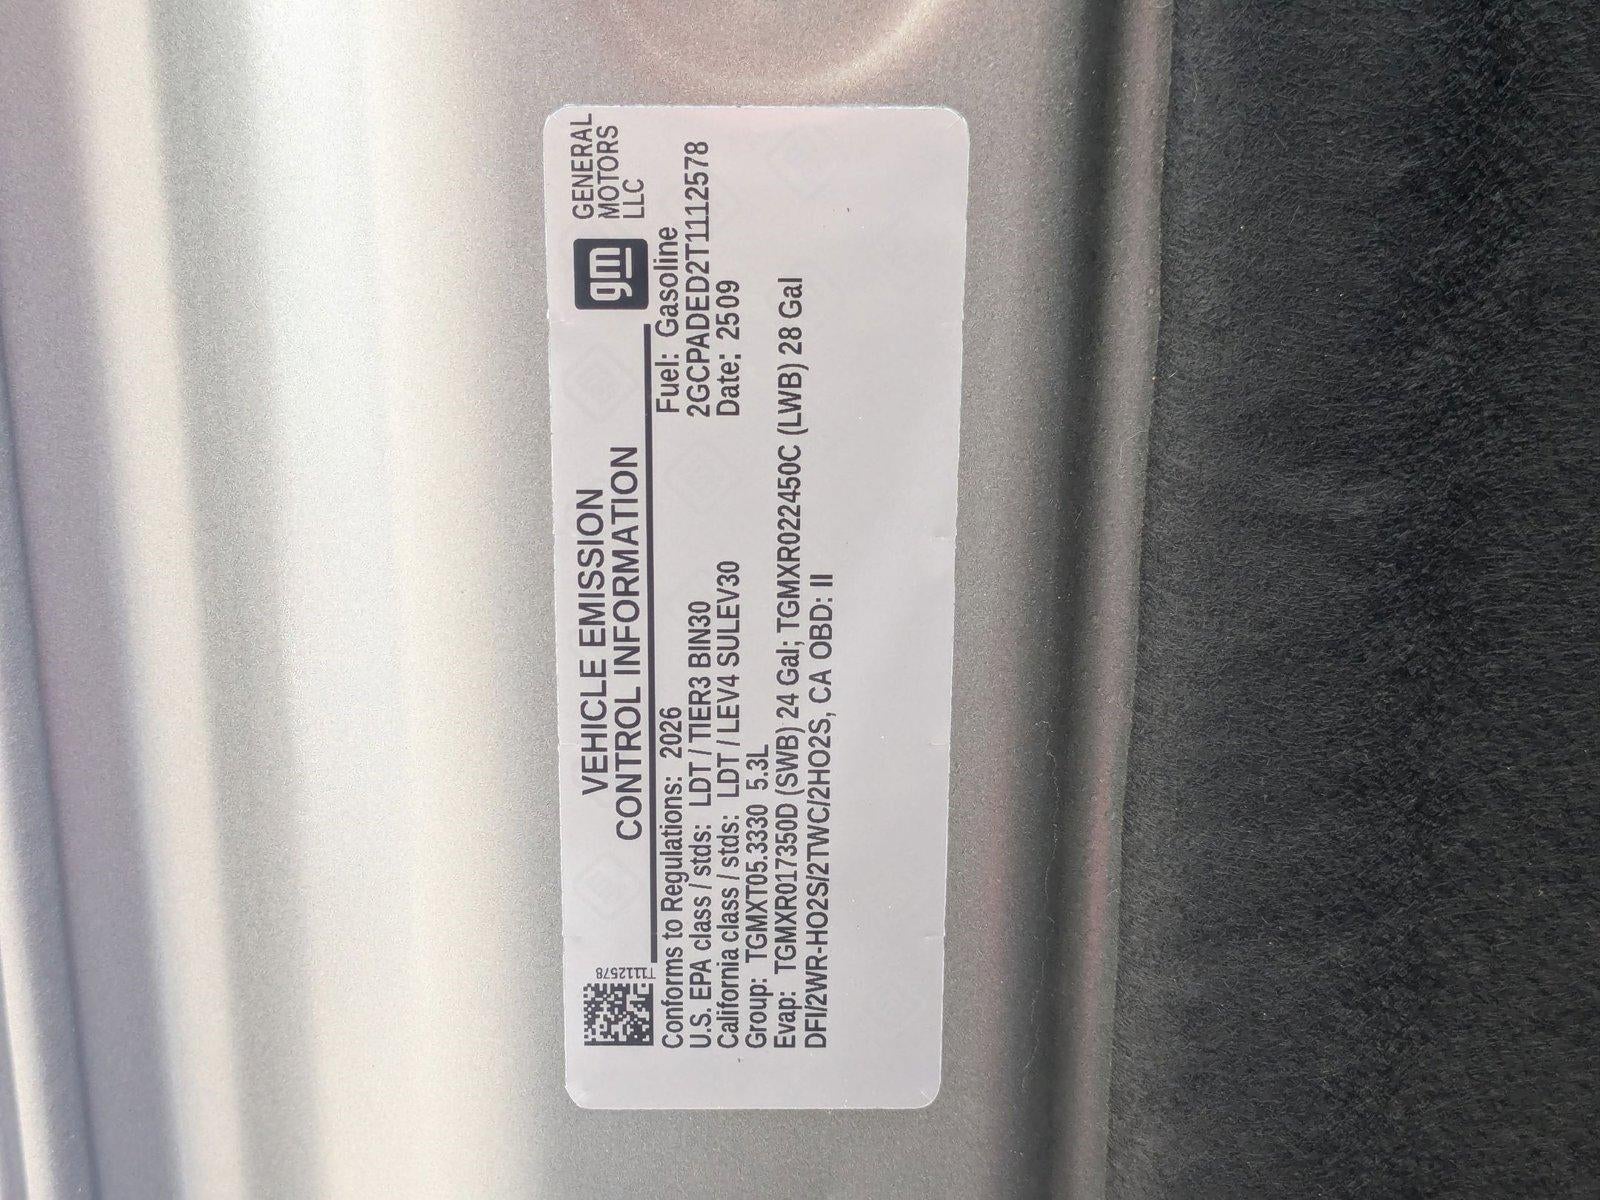 gm GENERAL
MOTORS
LLC
VEHICLE EMISSION
CONTROL INFORMATION
T1112578
Fuel: Gasoline
2GCPADED2T1112578
Date: 2509
Conforms to Regulations: 2026
U.S. EPA class / stds: LDT / TIER3 BIN30
California class / stds: LDT / LEV4 SULEV30
Group: TGMXT05.3330 5.3L
Evap: TGMXR017350D (SWB) 24 Gal; TGMXR022450C (LWB) 28 Gal
DFI/2WR-HO2S/2TWC/2HO2S, CA OBD: II